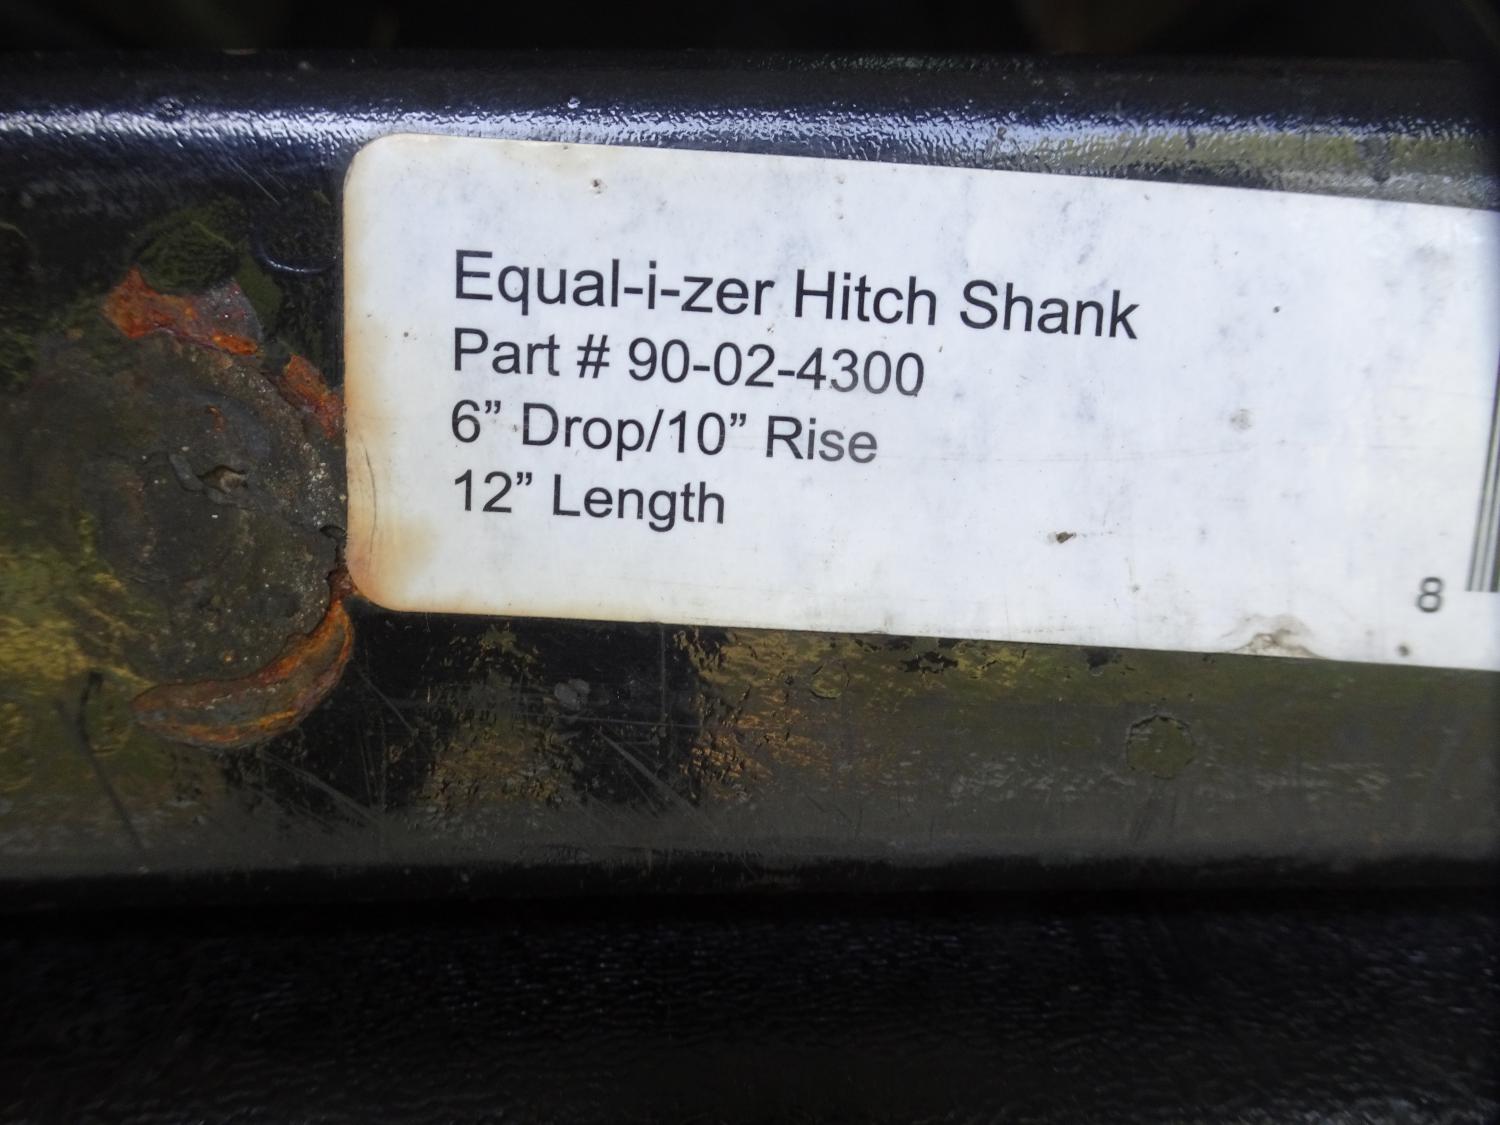 Equal-i-zer Hitch Shank
Part # 90-02-4300
6” Drop/10” Rise
12” Length
8